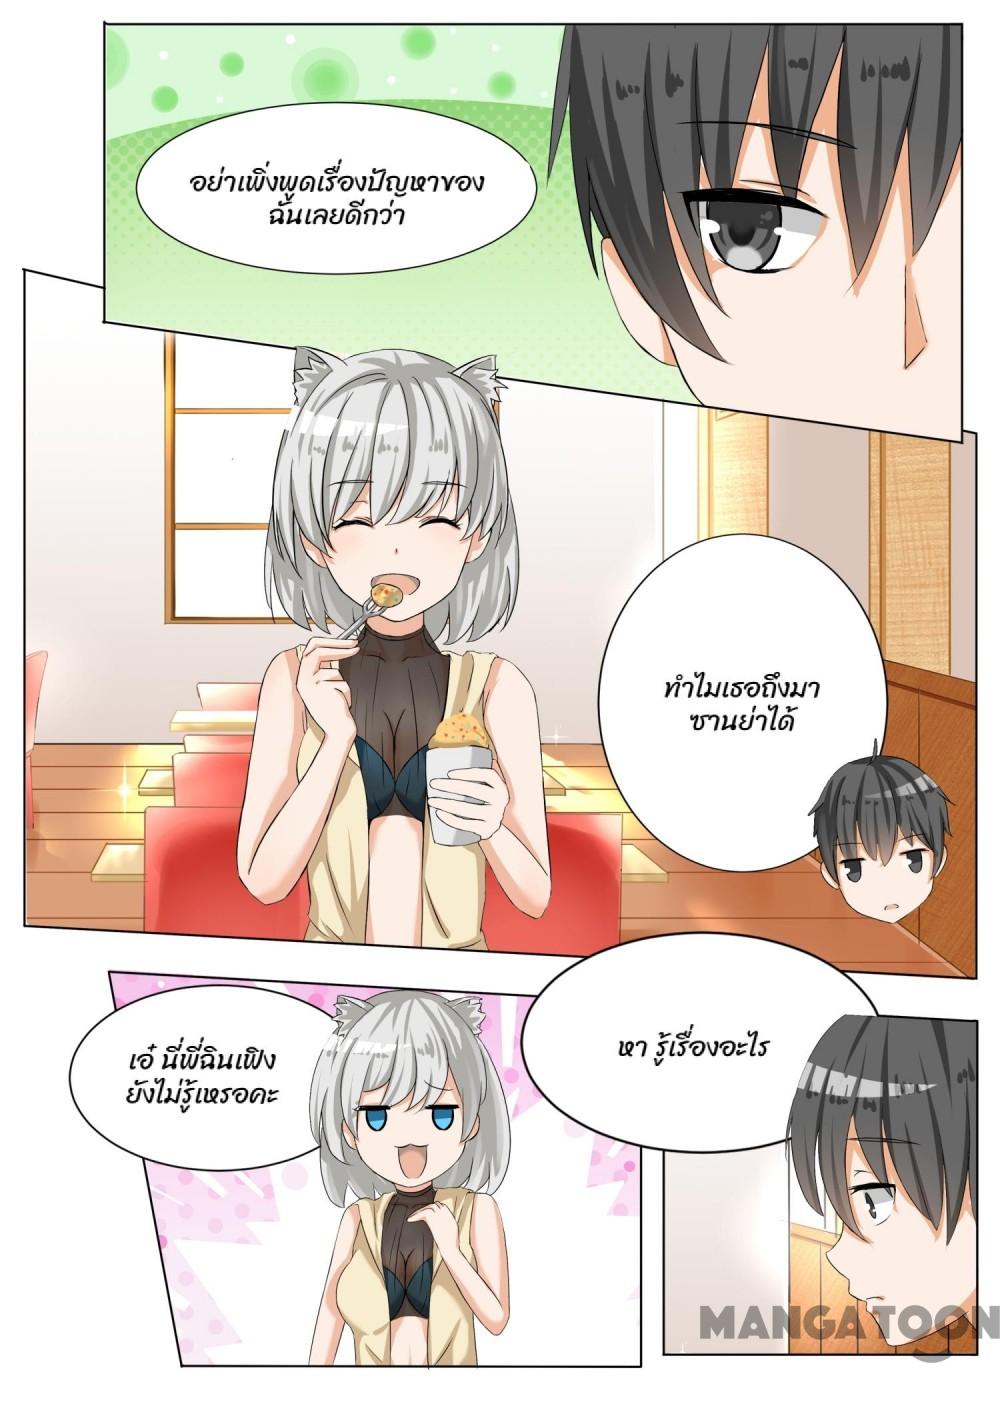 อย่าเพิ่งพูดเรื่องปัญหาของ
ฉันเลยดีกว่า
ทำไมเธอถึงมา
ซานย่าได้
เอ๋ นี่พี่ฉินเฟิง
ยังไม่รู้เหรอคะ
หา รู้เรื่องอะไร
MANGATOON